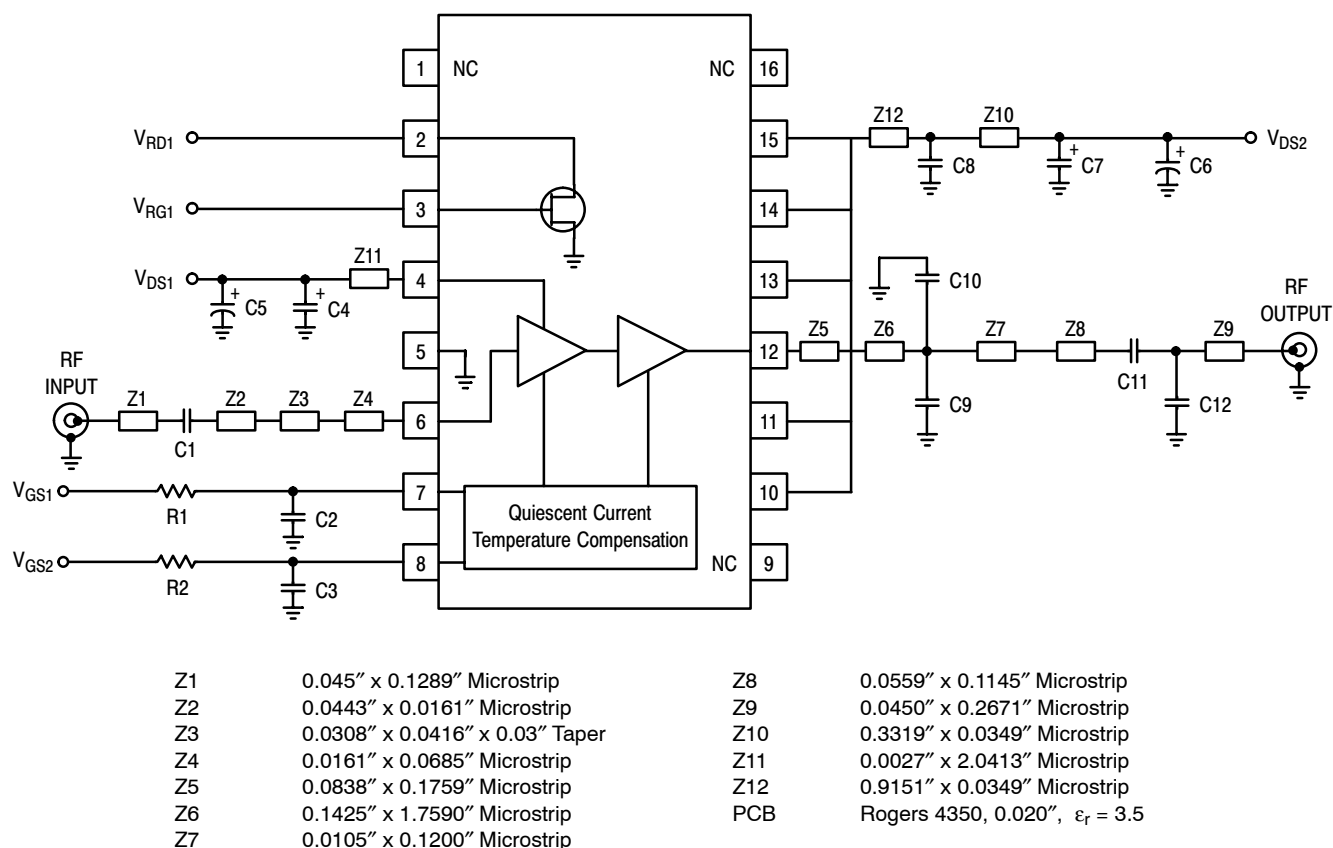 1 NC
NC 16
V_RD1
2
15
Z12
Z10
V_DS2
C8
+ C7
+ C6
V_RG1
3
14
V_DS1
Z11
4
13
+ C5
+ C4
C10
RF OUTPUT
5
12
Z5
Z6
Z7
Z8
Z9
C11
C9
C12
RF INPUT
Z1
Z2
Z3
Z4
C1
6
11
V_GS1
R1
C2
7
10
Quiescent Current
Temperature Compensation
V_GS2
R2
C3
8
NC 9
Z1 0.045″ x 0.1289″ Microstrip
Z2 0.0443″ x 0.0161″ Microstrip
Z3 0.0308″ x 0.0416″ x 0.03″ Taper
Z4 0.0161″ x 0.0685″ Microstrip
Z5 0.0838″ x 0.1759″ Microstrip
Z6 0.1425″ x 1.7590″ Microstrip
Z7 0.0105″ x 0.1200″ Microstrip
Z8 0.0559″ x 0.1145″ Microstrip
Z9 0.0450″ x 0.2671″ Microstrip
Z10 0.3319″ x 0.0349″ Microstrip
Z11 0.0027″ x 2.0413″ Microstrip
Z12 0.9151″ x 0.0349″ Microstrip
PCB Rogers 4350, 0.020″, εr = 3.5